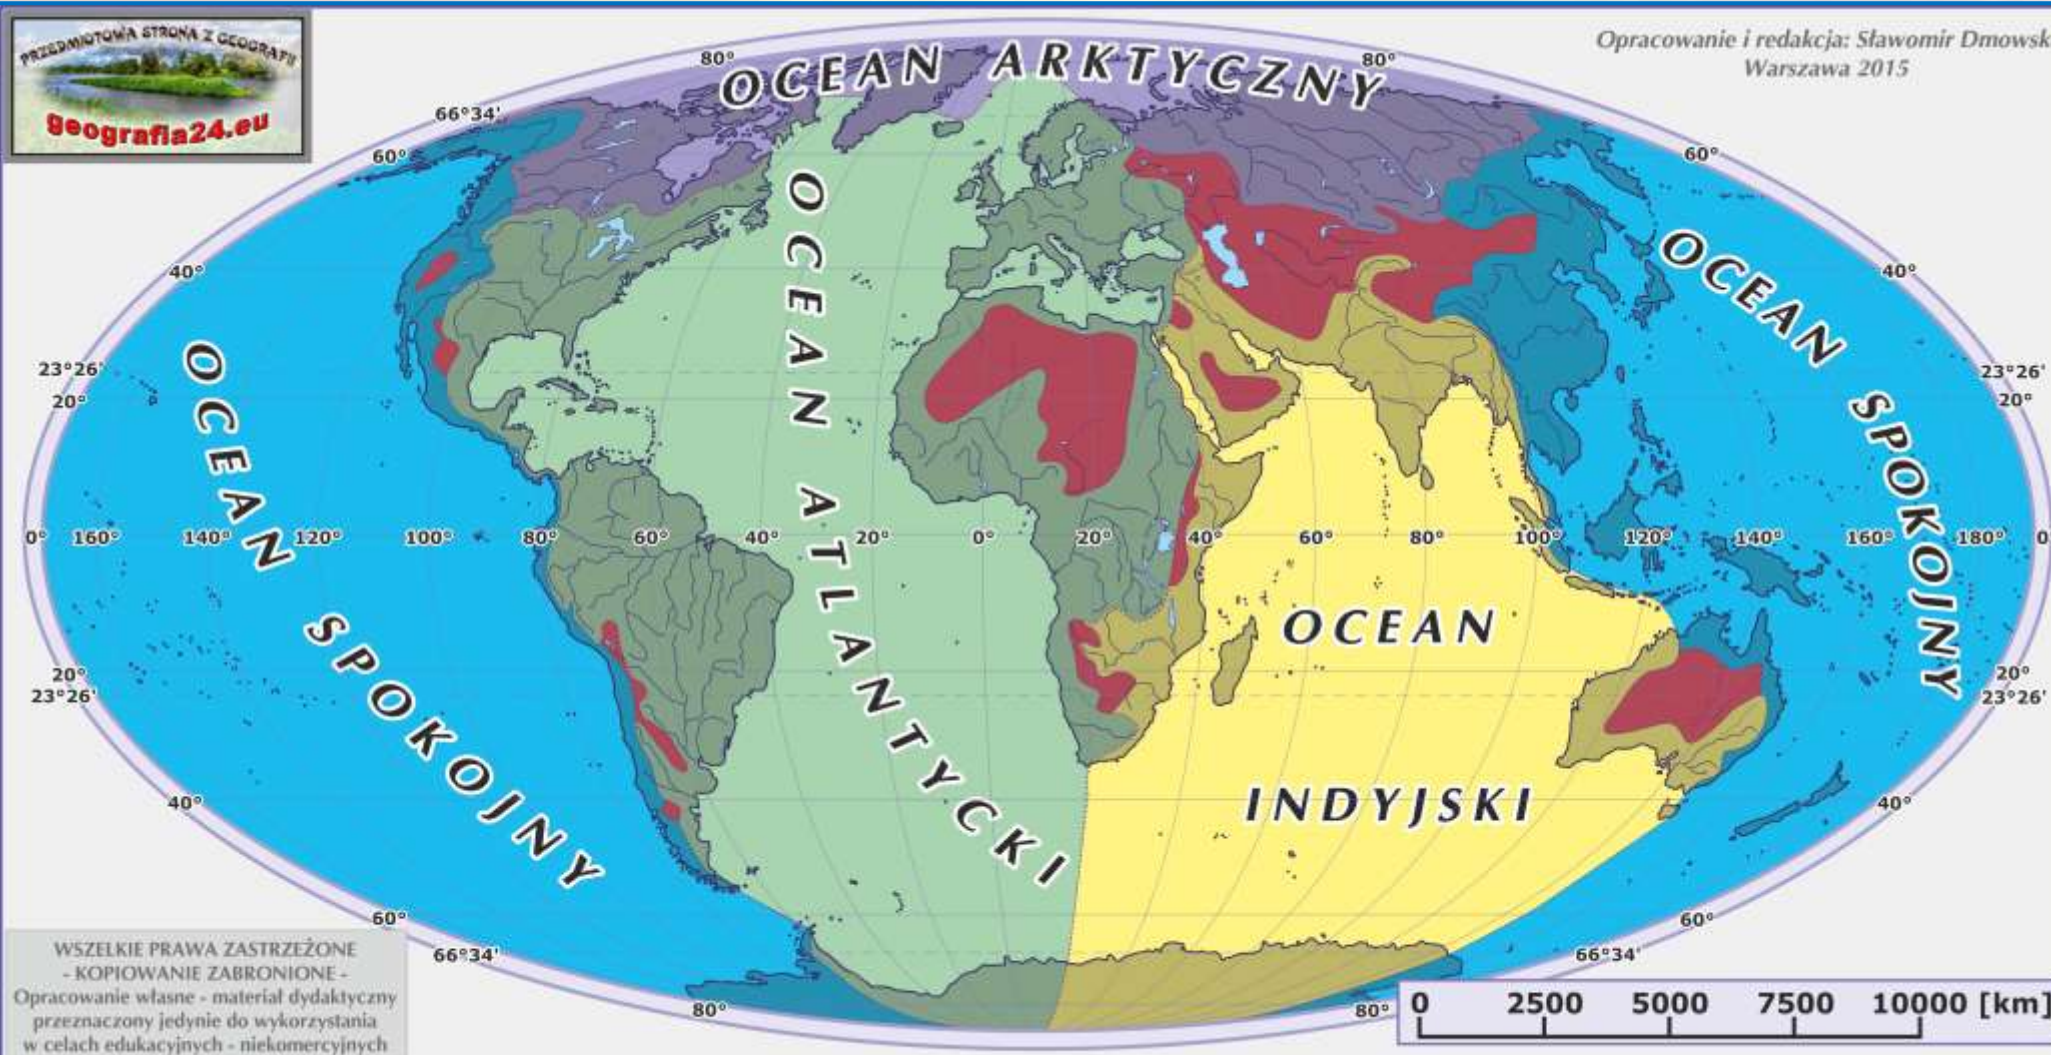 PRZEDMIOTOWA STRONA Z GEOGRAFII
geografia24.eu
Opracowanie i redakcja: Sławomir Dmowsk
Warszawa 2015
80° 80°
OCEAN ARKTYCZNY
66°34'
60° 60°
OCEAN ATLANTYCKI
OCEAN SPOKOJNY
40° 40°
OCEAN SPOKOJNY
23°26' 23°26'
20° 20°
0° 160° 140° 120° 100° 80° 60° 40° 20° 0° 20° 40° 60° 80° 100° 120° 140° 160° 180° 0
OCEAN
INDYJSKI
20° 20°
23°26' 23°26'
40° 40°
60° 60°
66°34' 66°34'
80° 80°
WSZELKIE PRAWA ZASTRZEŻONE
- KOPIOWANIE ZABRONIONE -
Opracowanie własne - materiał dydaktyczny
przeznaczony jedynie do wykorzystania
w celach edukacyjnych - niekomercyjnych
0 2500 5000 7500 10000 [km]